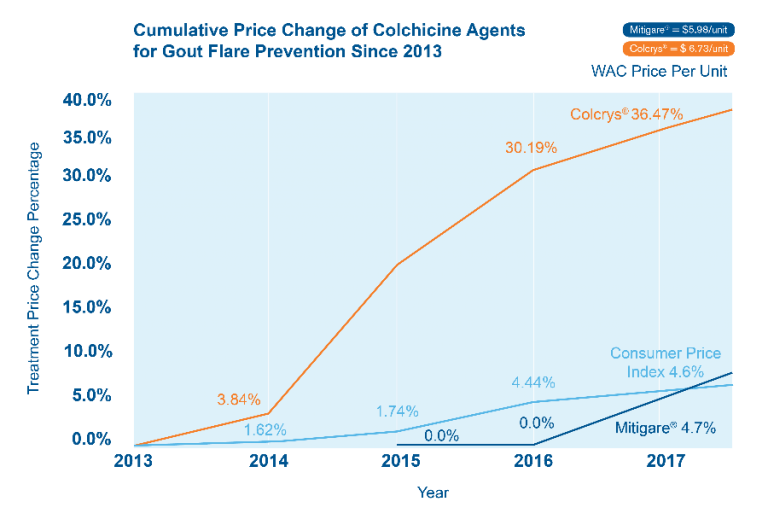 Cumulative Price Change of Colchicine Agents
for Gout Flare Prevention Since 2013
Mitigare® = $5.98/unit
Colcrys® = $ 6.73/unit
WAC Price Per Unit
Treatment Price Change Percentage
40.0%
35.0%
30.0%
25.0%
20.0%
15.0%
10.0%
5.0%
0.0%
Colcrys® 36.47%
30.19%
3.84%
Consumer Price
Index 4.6%
4.44%
1.74%
1.62%
0.0%
0.0%
Mitigare® 4.7%
2013
2014
2015
2016
2017
Year